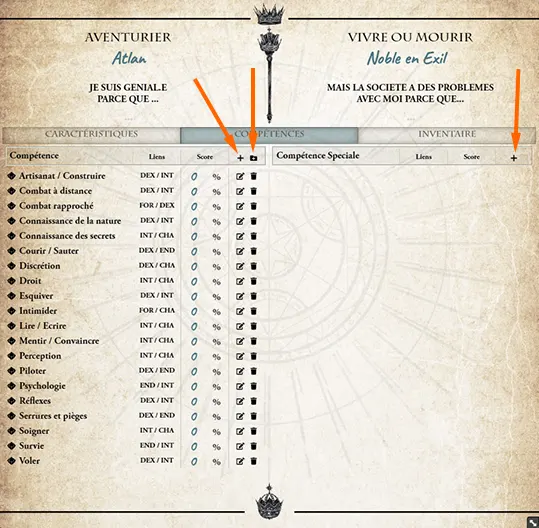 AVENTURIER
Atlan
JE SUIS GENIAL.E
PARCE QUE ...
...
VIVRE OU MOURIR
Noble en Exil
MAIS LA SOCIETE A DES PROBLEMES
AVEC MOI PARCE QUE...
...
CARACTÉRISTIQUES COMPÉTENCES INVENTAIRE
Compétence Liens Score +
Artisanat / Construire DEX / INT 0 %
Combat à distance DEX / INT 0 %
Combat rapproché FOR / DEX 0 %
Connaissance de la nature DEX / INT 0 %
Connaissance des secrets INT / CHA 0 %
Courir / Sauter DEX / END 0 %
Discrétion DEX / CHA 0 %
Droit INT / CHA 0 %
Esquiver DEX / INT 0 %
Intimider FOR / CHA 0 %
Lire / Ecrire INT / CHA 0 %
Mentir / Convaincre INT / CHA 0 %
Perception INT / CHA 0 %
Piloter DEX / END 0 %
Psychologie END / INT 0 %
Réflexes DEX / INT 0 %
Serrures et pièges DEX / END 0 %
Soigner INT / CHA 0 %
Survie END / INT 0 %
Voler DEX / INT 0 %
Compétence Speciale Liens Score +